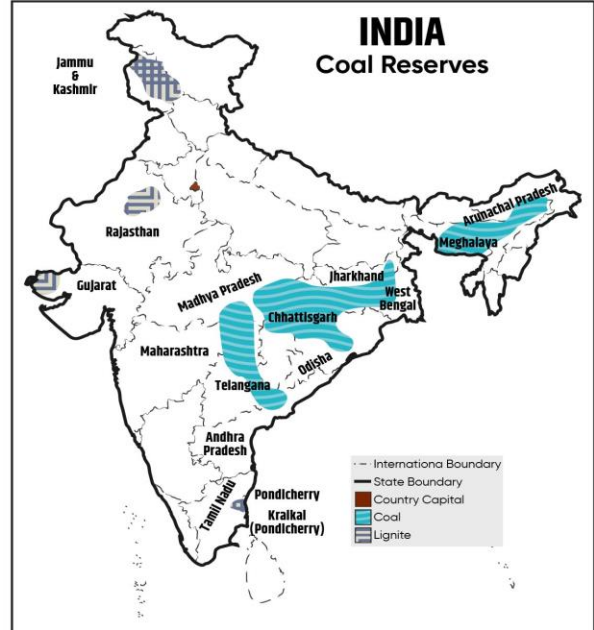 INDIA
Coal Reserves
Jammu
&
Kashmir
Arunachal Pradesh
Meghalaya
Rajasthan
Gujarat
Madhya Pradesh
Jharkhand
West
Bengal
Chhattisgarh
Maharashtra
Odisha
Telangana
Andhra
Pradesh
Tamil Nadu
Pondicherry
Kraikal
(Pondicherry)
Internationa Boundary
State Boundary
Country Capital
Coal
Lignite